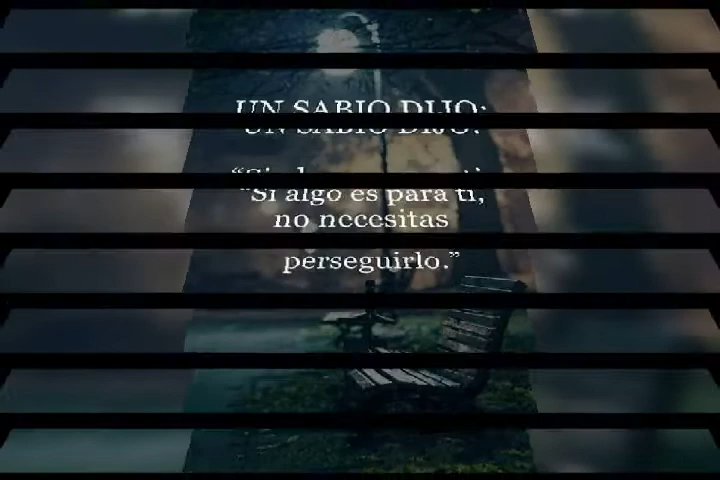 UN SABIO DIJO:
"Si algo es para ti,
no necesitas
perseguirlo."